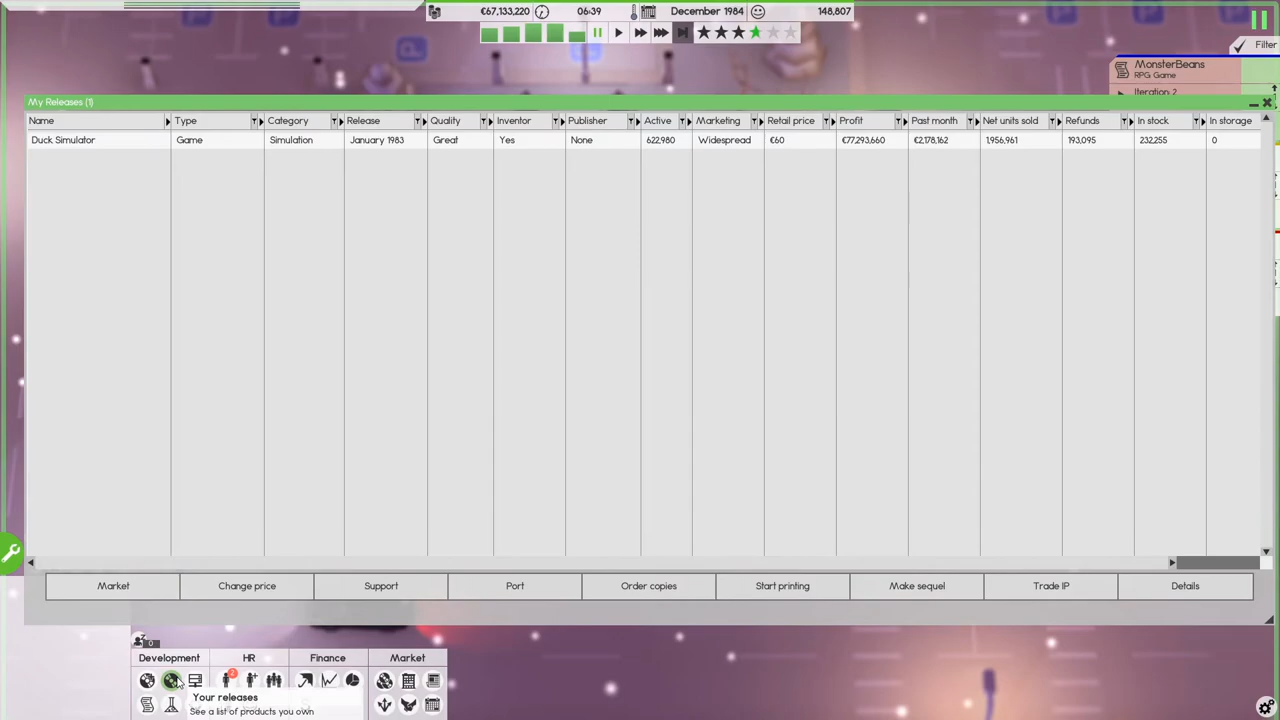 €67,133,220 06:39 December 1984 148,807
Filter
MonsterBeans
RPG Game
Iteration 2
My Releases (1)
Name Type Category Release Quality Inventor Publisher Active Marketing Retail price Profit Past month Net units sold Refunds In stock In storage
Duck Simulator Game Simulation January 1983 Great Yes None 622,980 Widespread €60 €77,293,660 €2,178,162 1,956,961 193,095 232,255 0
Market Change price Support Port Order copies Start printing Make sequel Trade IP Details
0
Development HR Finance Market
2
Your releases
See a list of products you own